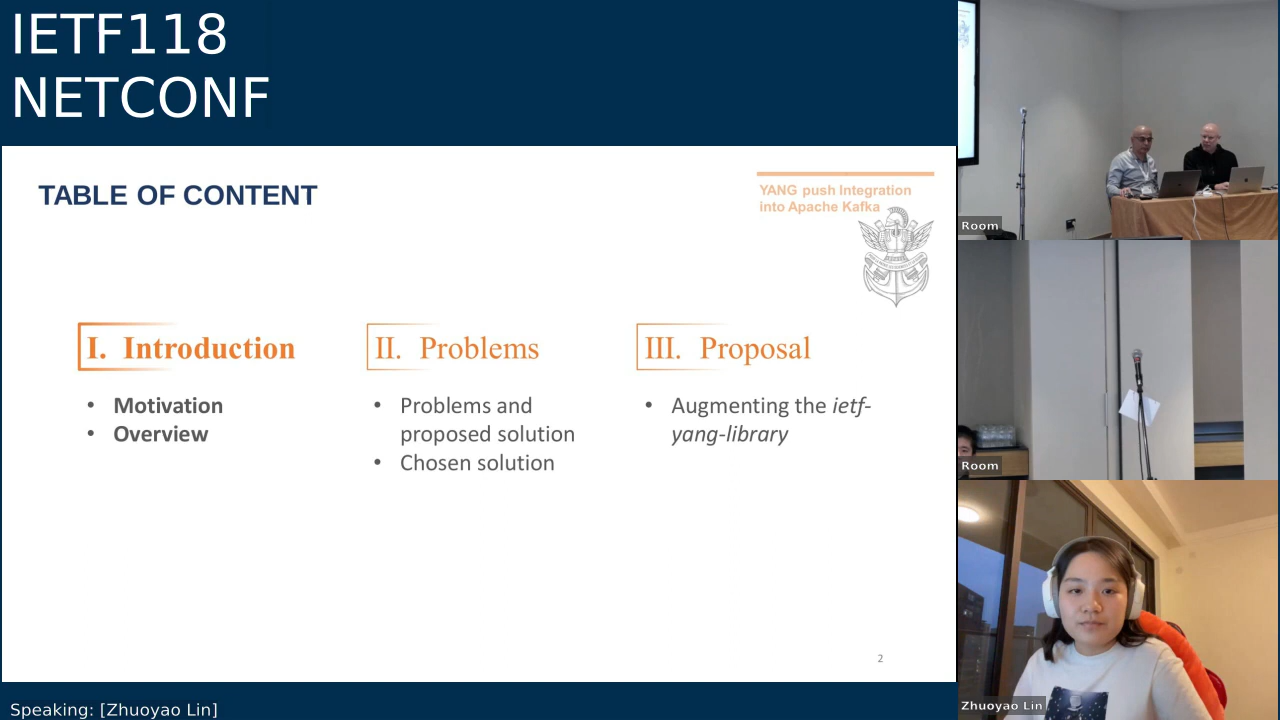 IETF118
NETCONF
TABLE OF CONTENT
YANG push Integration
into Apache Kafka
I. Introduction
• Motivation
• Overview
II. Problems
• Problems and
proposed solution
• Chosen solution
III. Proposal
• Augmenting the ietf-
yang-library
2
Speaking: [Zhuoyao Lin]
Room
Room
Zhuoyao Lin